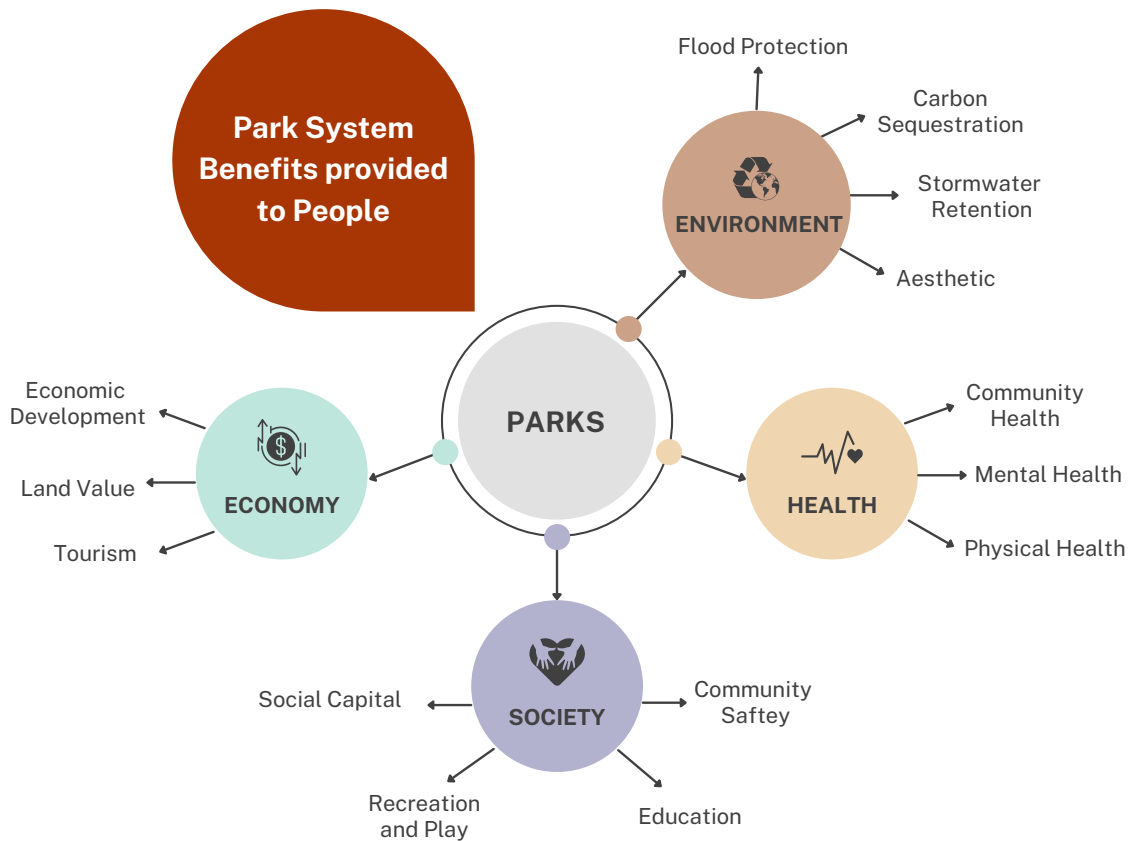 Park System
Benefits provided
to People
Flood Protection
Carbon
Sequestration
Stormwater
Retention
Aesthetic
ENVIRONMENT
PARKS
Economic
Development
Land Value
Tourism
ECONOMY
Community
Health
Mental Health
Physical Health
HEALTH
Social Capital
Recreation
and Play
SOCIETY
Community
Saftey
Education
$